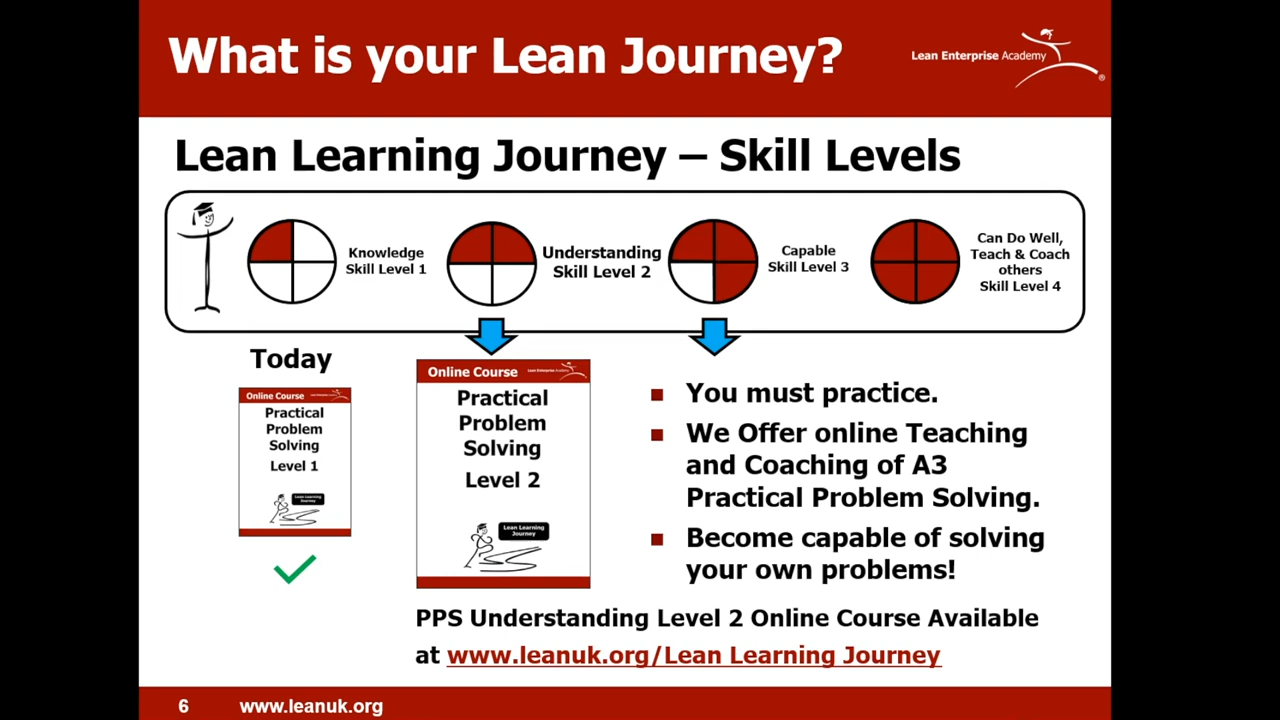 What is your Lean Journey?
Lean Enterprise Academy
®
Lean Learning Journey – Skill Levels
Knowledge
Skill Level 1
Understanding
Skill Level 2
Capable
Skill Level 3
Can Do Well,
Teach & Coach
others
Skill Level 4
Today
Online Course
Practical
Problem
Solving
Level 1
Lean Learning
Journey
Online Course
Lean Enterprise Academy
Practical
Problem
Solving
Level 2
Lean Learning
Journey
You must practice.
We Offer online Teaching
and Coaching of A3
Practical Problem Solving.
Become capable of solving
your own problems!
PPS Understanding Level 2 Online Course Available
at www.leanuk.org/Lean Learning Journey
6
www.leanuk.org